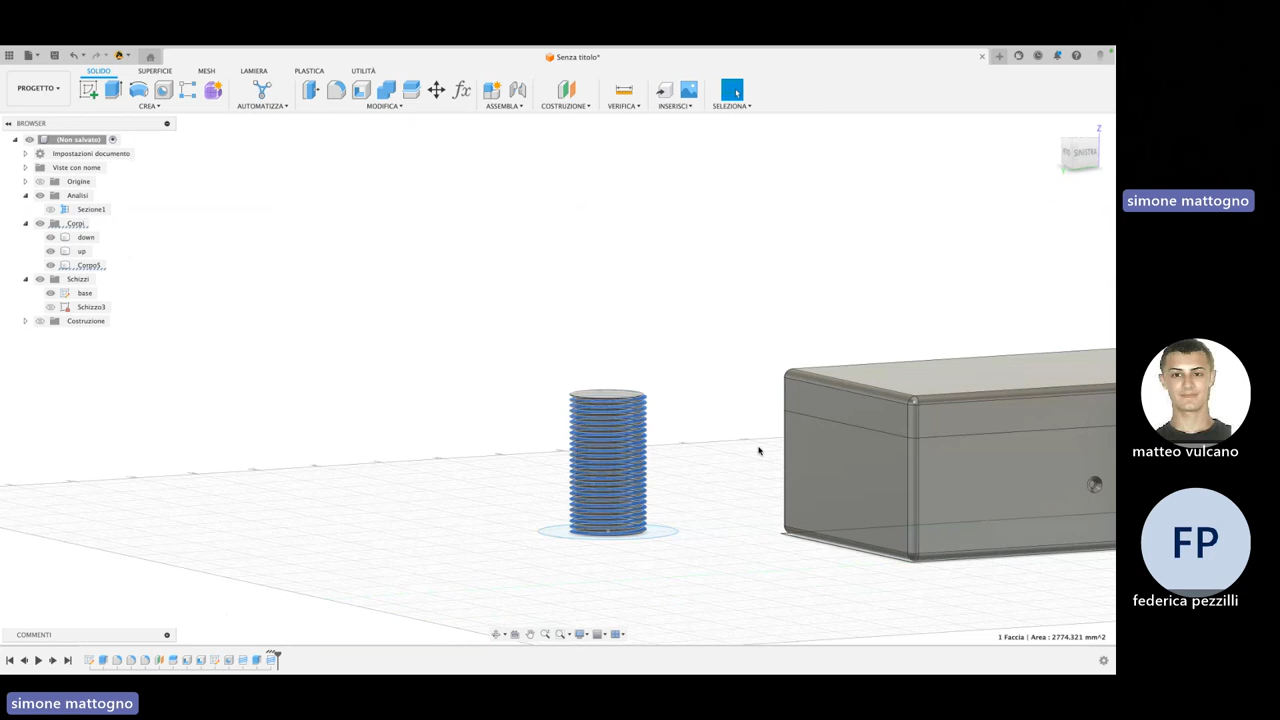 Senza titolo*
PROGETTO
SOLIDO
SUPERFICIE
MESH
LAMIERA
PLASTICA
UTILITÀ
CREA
AUTOMATIZZA
MODIFICA
fx
ASSEMBLA
COSTRUZIONE
VERIFICA
INSERISCI
SELEZIONA
BROWSER
(Non salvato)
Impostazioni documento
Viste con nome
Origine
Analisi
Sezione1
Corpi
down
up
Corpo5
Schizzi
base
Schizzo3
Costruzione
Z
SINISTRA
Y
simone mattogno
matteo vulcano
FP
federica pezzilli
COMMENTI
1 Faccia | Area : 2774.321 mm^2
simone mattogno